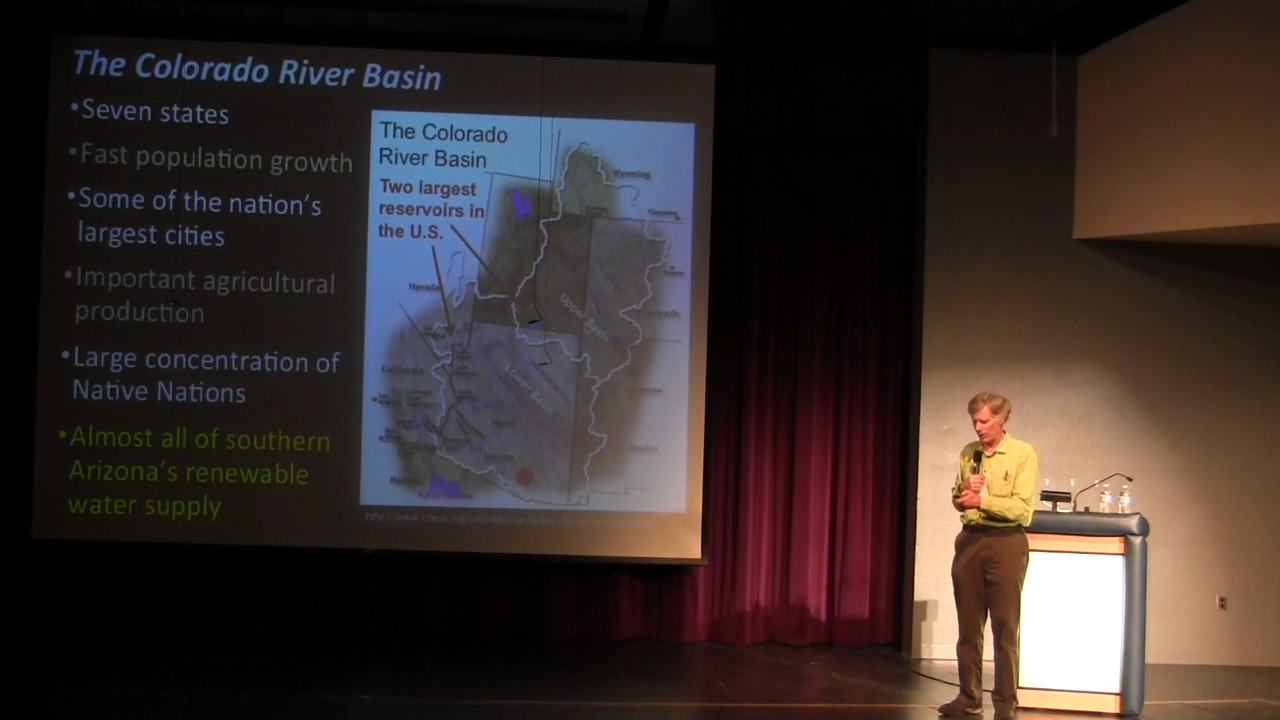 The Colorado River Basin
•Seven states
•Fast population growth
•Some of the nation's
largest cities
•Important agricultural
production
•Large concentration of
Native Nations
•Almost all of southern
Arizona's renewable
water supply
The Colorado
River Basin
Two largest
reservoirs in
the U.S.
Wyoming
Cheyenne
Nevada
Upper Basin
California
Lower Basin